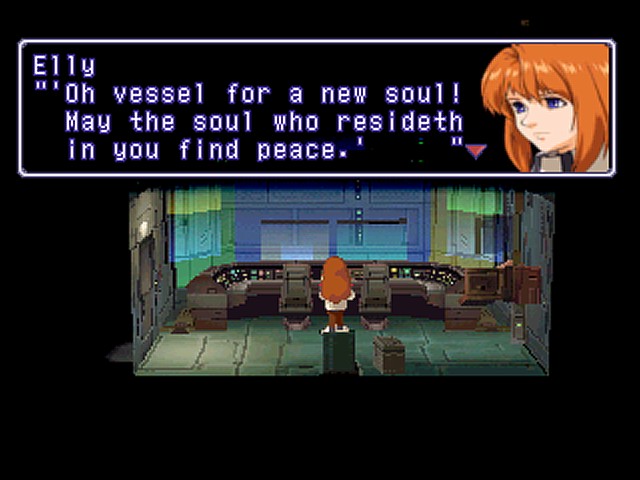 Elly
"'Oh vessel for a new soul!
May the soul who resideth
in you find peace.' "